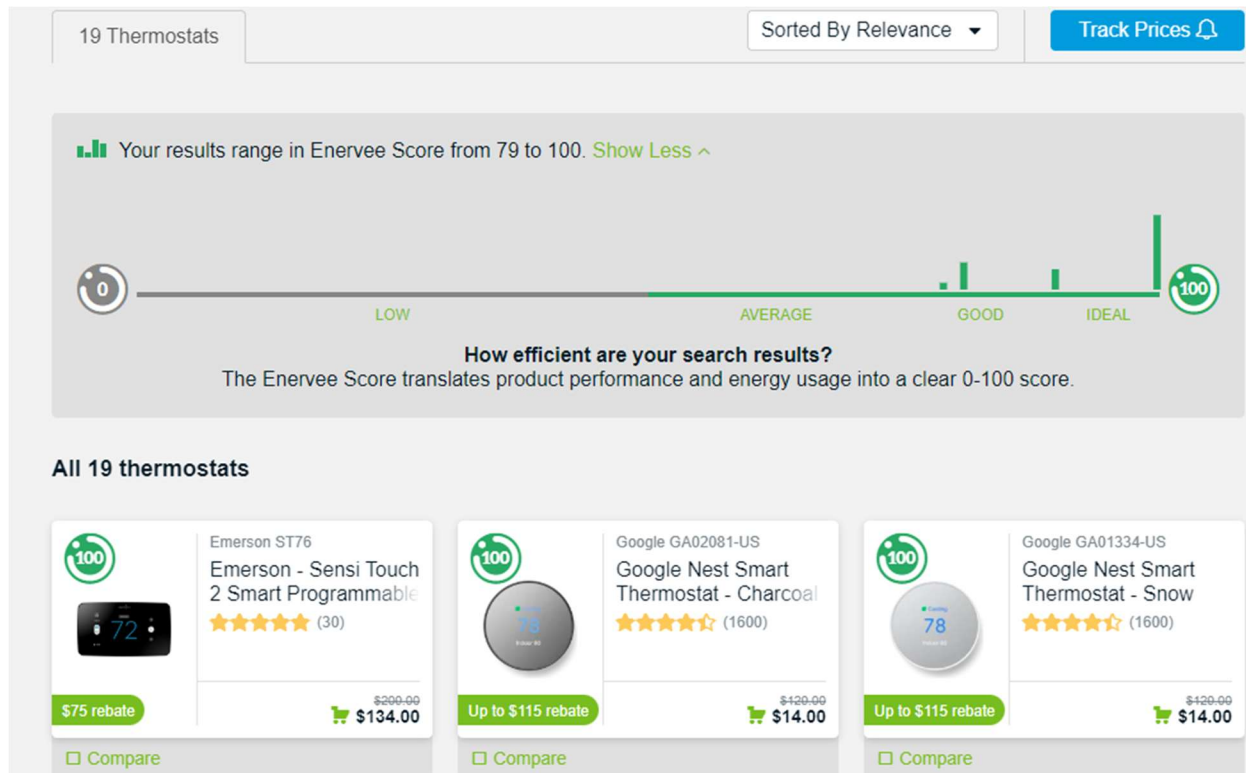 19 Thermostats
Sorted By Relevance
Track Prices
Your results range in Enervee Score from 79 to 100. Show Less
0
100
LOW
AVERAGE
GOOD
IDEAL
How efficient are your search results?
The Enervee Score translates product performance and energy usage into a clear 0-100 score.
All 19 thermostats
100
Emerson ST76
Emerson - Sensi Touch
2 Smart Programmable
(30)
72
$75 rebate
$200.00
$134.00
Compare
100
Google GA02081-US
Google Nest Smart
Thermostat - Charcoal
(1600)
78
Up to $115 rebate
$120.00
$14.00
Compare
100
Google GA01334-US
Google Nest Smart
Thermostat - Snow
(1600)
Cooling
78
Up to $115 rebate
$120.00
$14.00
Compare